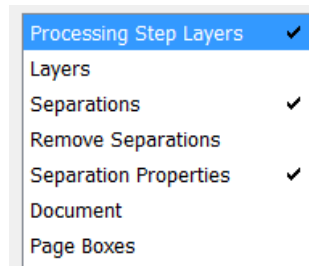 Processing Step Layers ✓
Layers
Separations ✓
Remove Separations
Separation Properties ✓
Document
Page Boxes